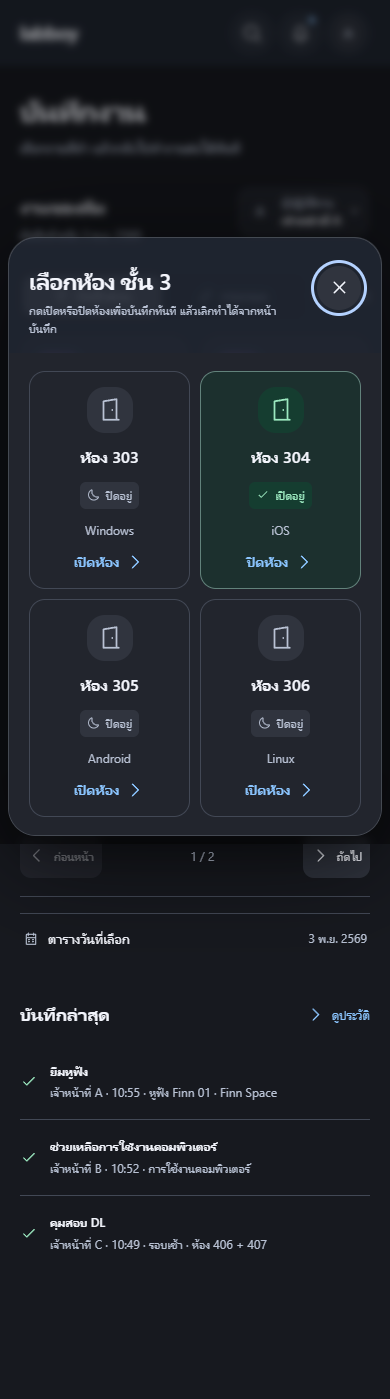 labboy
บันทึกงาน
เลือกห้อง ชั้น 3
กดเปิดหรือปิดห้องเพื่อบันทึกทันที แล้วเลิกทำได้จากหน้า
บันทึก
ห้อง 303
ปิดอยู่
Windows
เปิดห้อง
ห้อง 304
เปิดอยู่
iOS
ปิดห้อง
ห้อง 305
ปิดอยู่
Android
เปิดห้อง
ห้อง 306
ปิดอยู่
Linux
เปิดห้อง
ก่อนหน้า
1 / 2
ถัดไป
ตารางวันที่เลือก
3 พ.ย. 2569
บันทึกล่าสุด
ดูประวัติ
ยืมหูฟัง
เจ้าหน้าที่ A · 10:55 · หูฟัง Finn 01 · Finn Space
ช่วยเหลือการใช้งานคอมพิวเตอร์
เจ้าหน้าที่ B · 10:52 · การใช้งานคอมพิวเตอร์
คุมสอบ DL
เจ้าหน้าที่ C · 10:49 · รอบเช้า · ห้อง 406 + 407